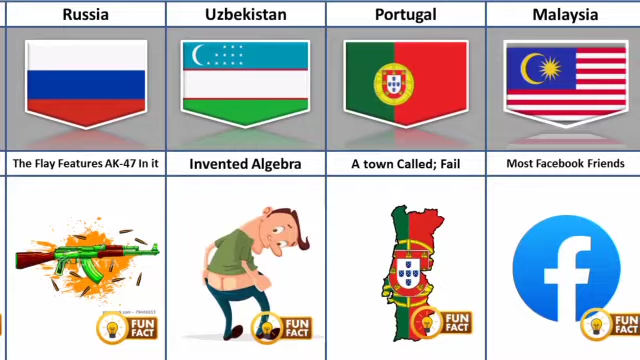 Russia
Uzbekistan
Portugal
Malaysia
The Flay Features AK-47 In it
Invented Algebra
A town Called; Fail
Most Facebook Friends
f
FUN
FACT
FUN
FACT
FUN
FACT
FUN
FACT